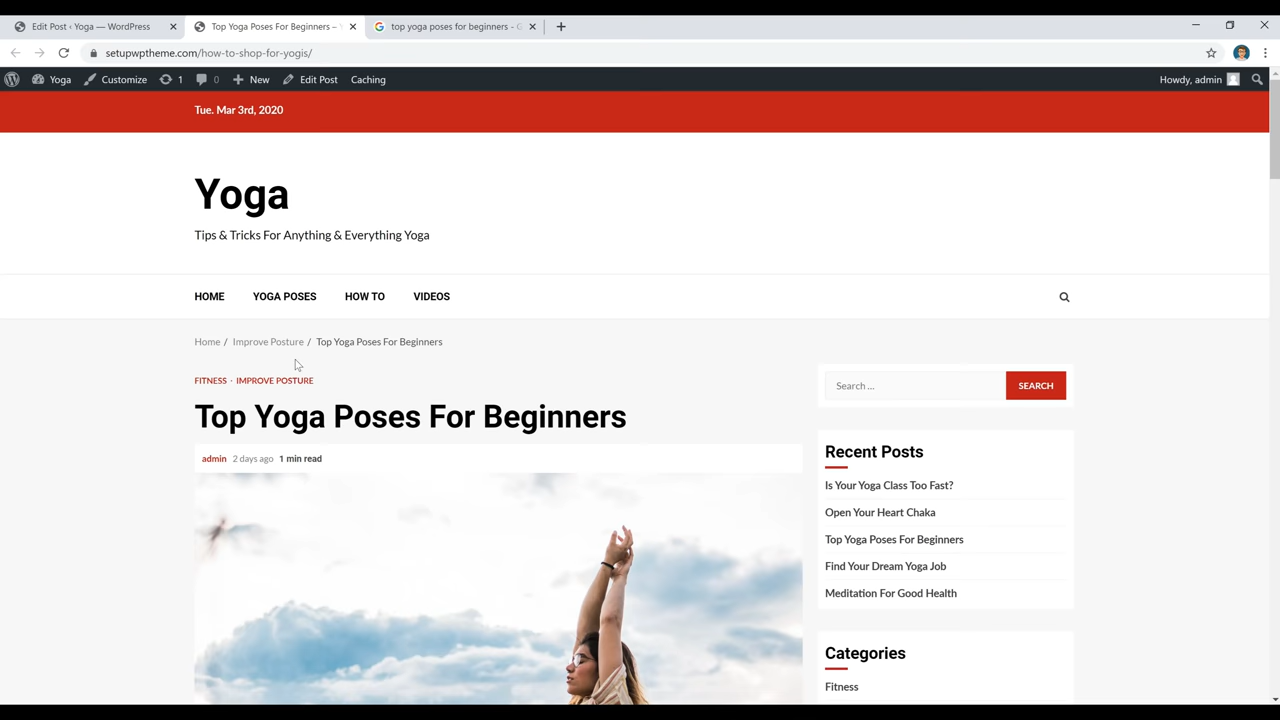 Edit Post ‹ Yoga — WordPress
Top Yoga Poses For Beginners –
top yoga poses for beginners -
setupwptheme.com/how-to-shop-for-yogis/
Yoga Customize 1 0 New Edit Post Caching Howdy, admin
Tue. Mar 3rd, 2020
Yoga
Tips & Tricks For Anything & Everything Yoga
HOME YOGA POSES HOW TO VIDEOS
Home / Improve Posture / Top Yoga Poses For Beginners
FITNESS · IMPROVE POSTURE
Top Yoga Poses For Beginners
admin 2 days ago 1 min read
Search ... SEARCH
Recent Posts
Is Your Yoga Class Too Fast?
Open Your Heart Chaka
Top Yoga Poses For Beginners
Find Your Dream Yoga Job
Meditation For Good Health
Categories
Fitness